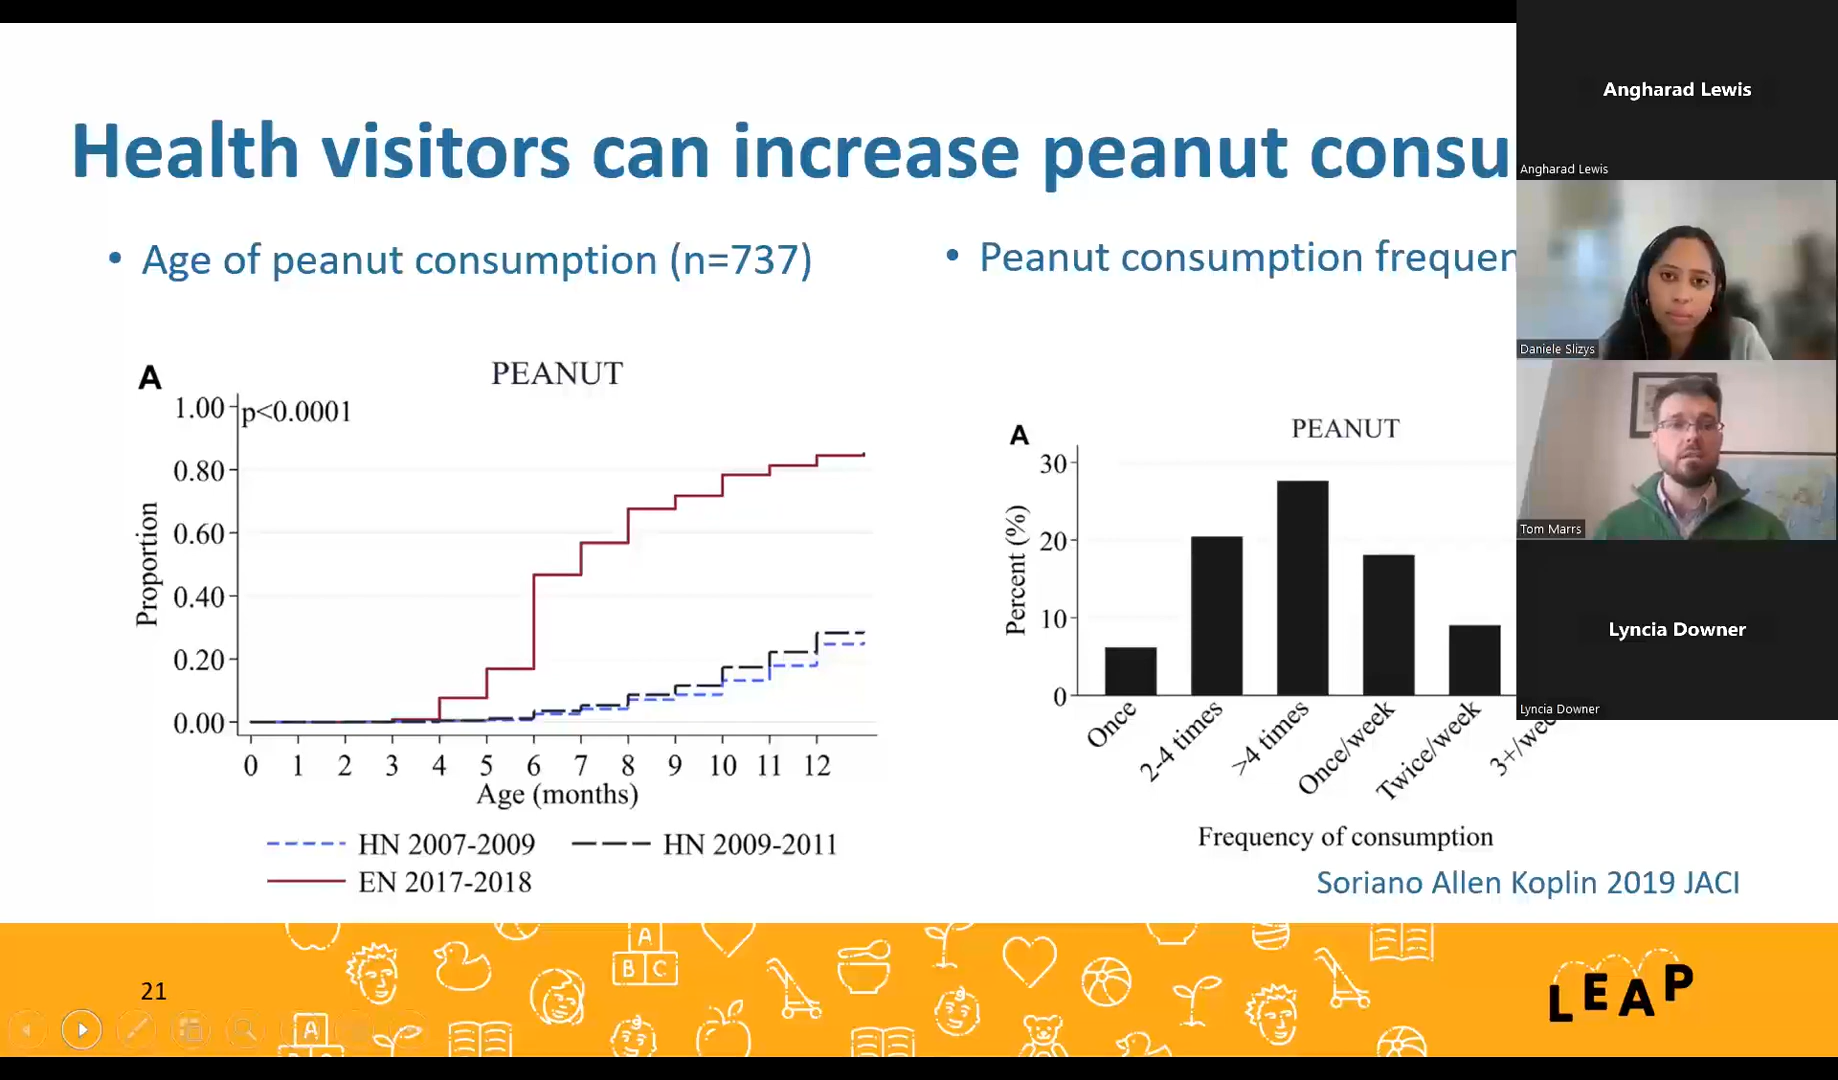 Health visitors can increase peanut consu
• Age of peanut consumption (n=737)
• Peanut consumption frequen
A
PEANUT
p<0.0001
1.00
0.80
0.60
0.40
0.20
0.00
Proportion
0 1 2 3 4 5 6 7 8 9 10 11 12
Age (months)
HN 2007-2009 HN 2009-2011
EN 2017-2018
A
PEANUT
30
20
10
0
Percent (%)
Once
2-4 times
>4 times
Once/week
Twice/week
3+/wee
Frequency of consumption
Soriano Allen Koplin 2019 JACI
21
A
B C
A
LEAP
Angharad Lewis
Angharad Lewis
Daniele Slizys
Tom Marrs
Lyncia Downer
Lyncia Downer